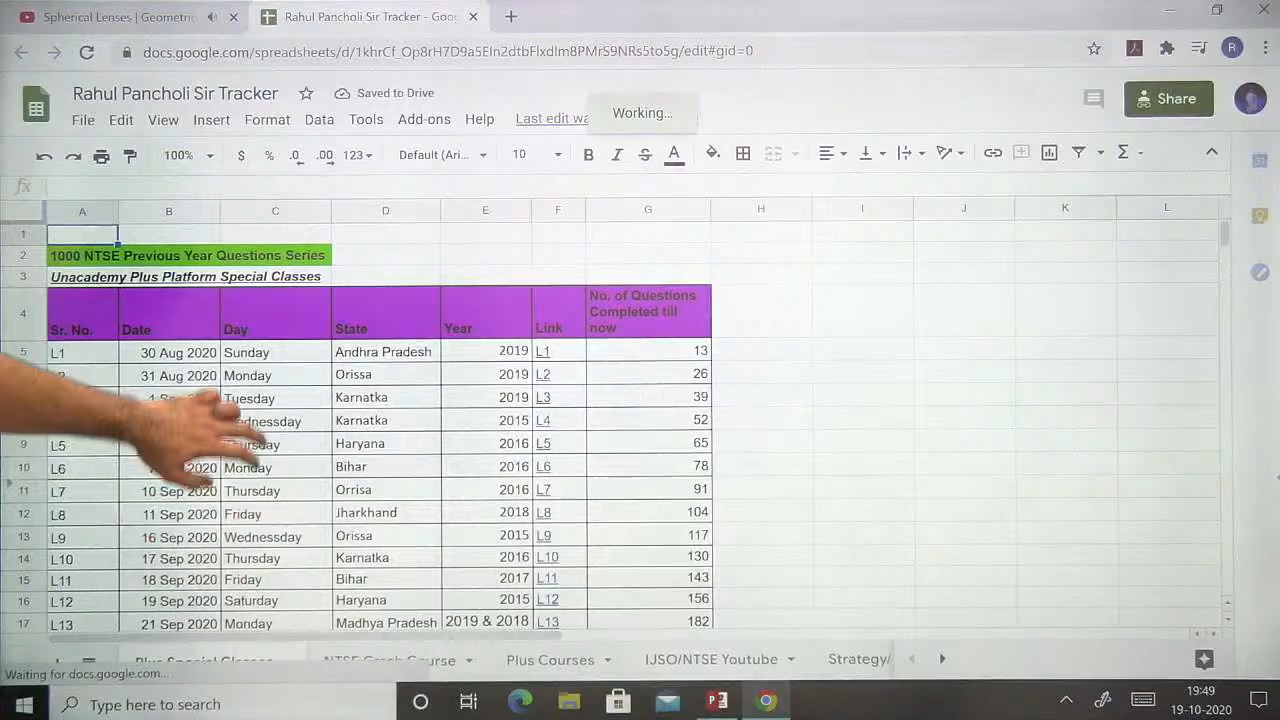 Spherical Lenses | Geometric
Rahul Pancholi Sir Tracker - Goo
docs.google.com/spreadsheets/d/1khrCf_Op8rH7D9a5EIn2dtbFlxdlm8PMrS9NRs5to5g/edit#gid=0
R
Rahul Pancholi Sir Tracker
Saved to Drive
Working...
Share
File Edit View Insert Format Data Tools Add-ons Help Last edit wa
100% $ % .0 .00 123 Default (Ari... 10 B I S A Σ
fx
A B C D E F G H I J K L
1
2 1000 NTSE Previous Year Questions Series
3 Unacademy Plus Platform Special Classes
4 Sr. No. Date Day State Year Link No. of Questions Completed till now
5 L1 30 Aug 2020 Sunday Andhra Pradesh 2019 L1 13
31 Aug 2020 Monday Orissa 2019 L2 26
Tuesday Karnatka 2019 L3 39
Karnatka 2015 L4 52
9 L5 Haryana 2016 L5 65
10 L6 2020 Monday Bihar 2016 L6 78
11 L7 10 Sep 2020 Thursday Orrisa 2016 L7 91
12 L8 11 Sep 2020 Friday Jharkhand 2018 L8 104
13 L9 16 Sep 2020 Wednessday Orissa 2015 L9 117
14 L10 17 Sep 2020 Thursday Karnatka 2016 L10 130
15 L11 18 Sep 2020 Friday Bihar 2017 L11 143
16 L12 19 Sep 2020 Saturday Haryana 2015 L12 156
17 L13 21 Sep 2020 Monday Madhya Pradesh 2019 & 2018 L13 182
Plus Special Classes NTSE Crash Course Plus Courses IJSO/NTSE Youtube Strategy/
Waiting for docs.google.com...
Type here to search
19:49
19-10-2020